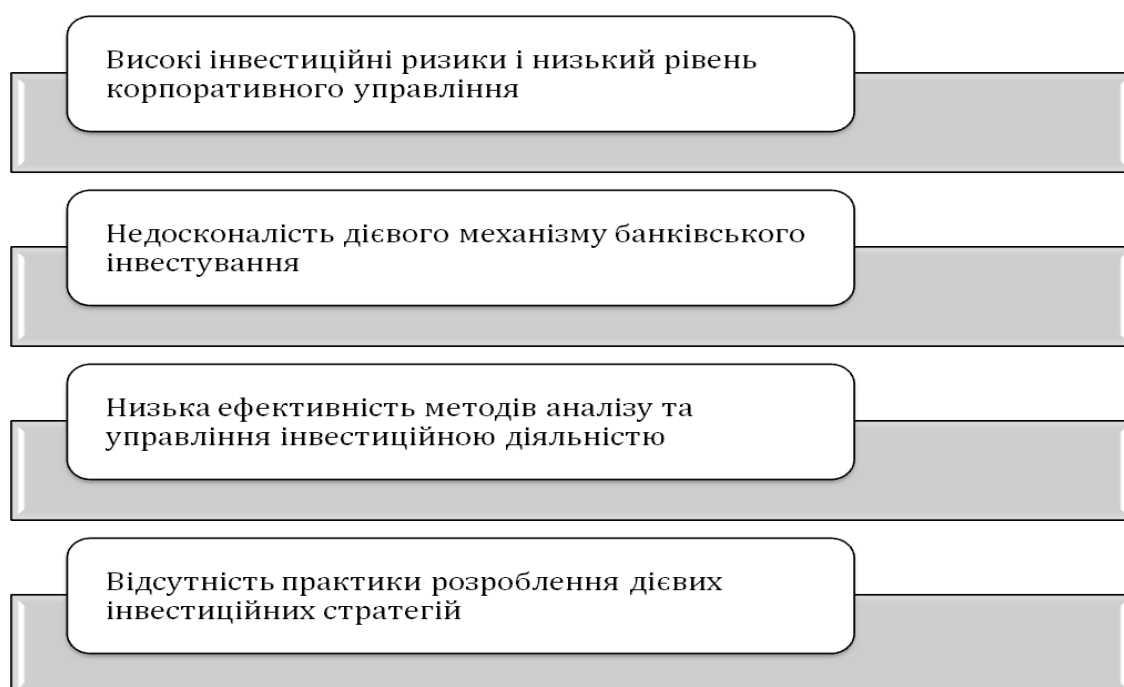 Високі інвестиційні ризики і низький рівень
корпоративного управління
Недосконалість дієвого механізму банківського
інвестування
Низька ефективність методів аналізу та
управління інвестиційною діяльністю
Відсутність практики розроблення дієвих
інвестиційних стратегій